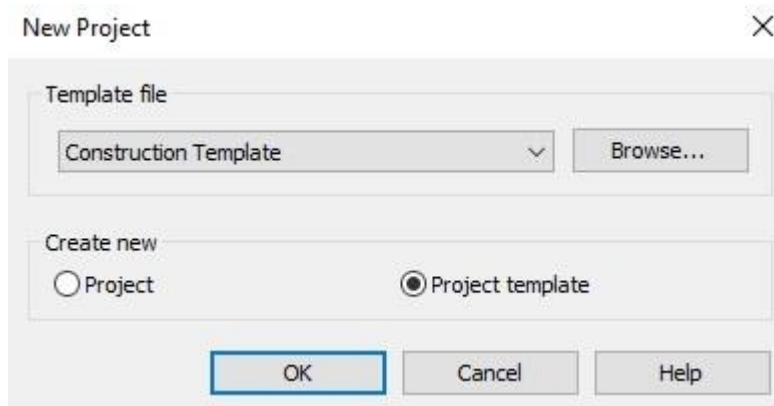 New Project
Template file
Construction Template Browse...
Create new
Project Project template
OK Cancel Help